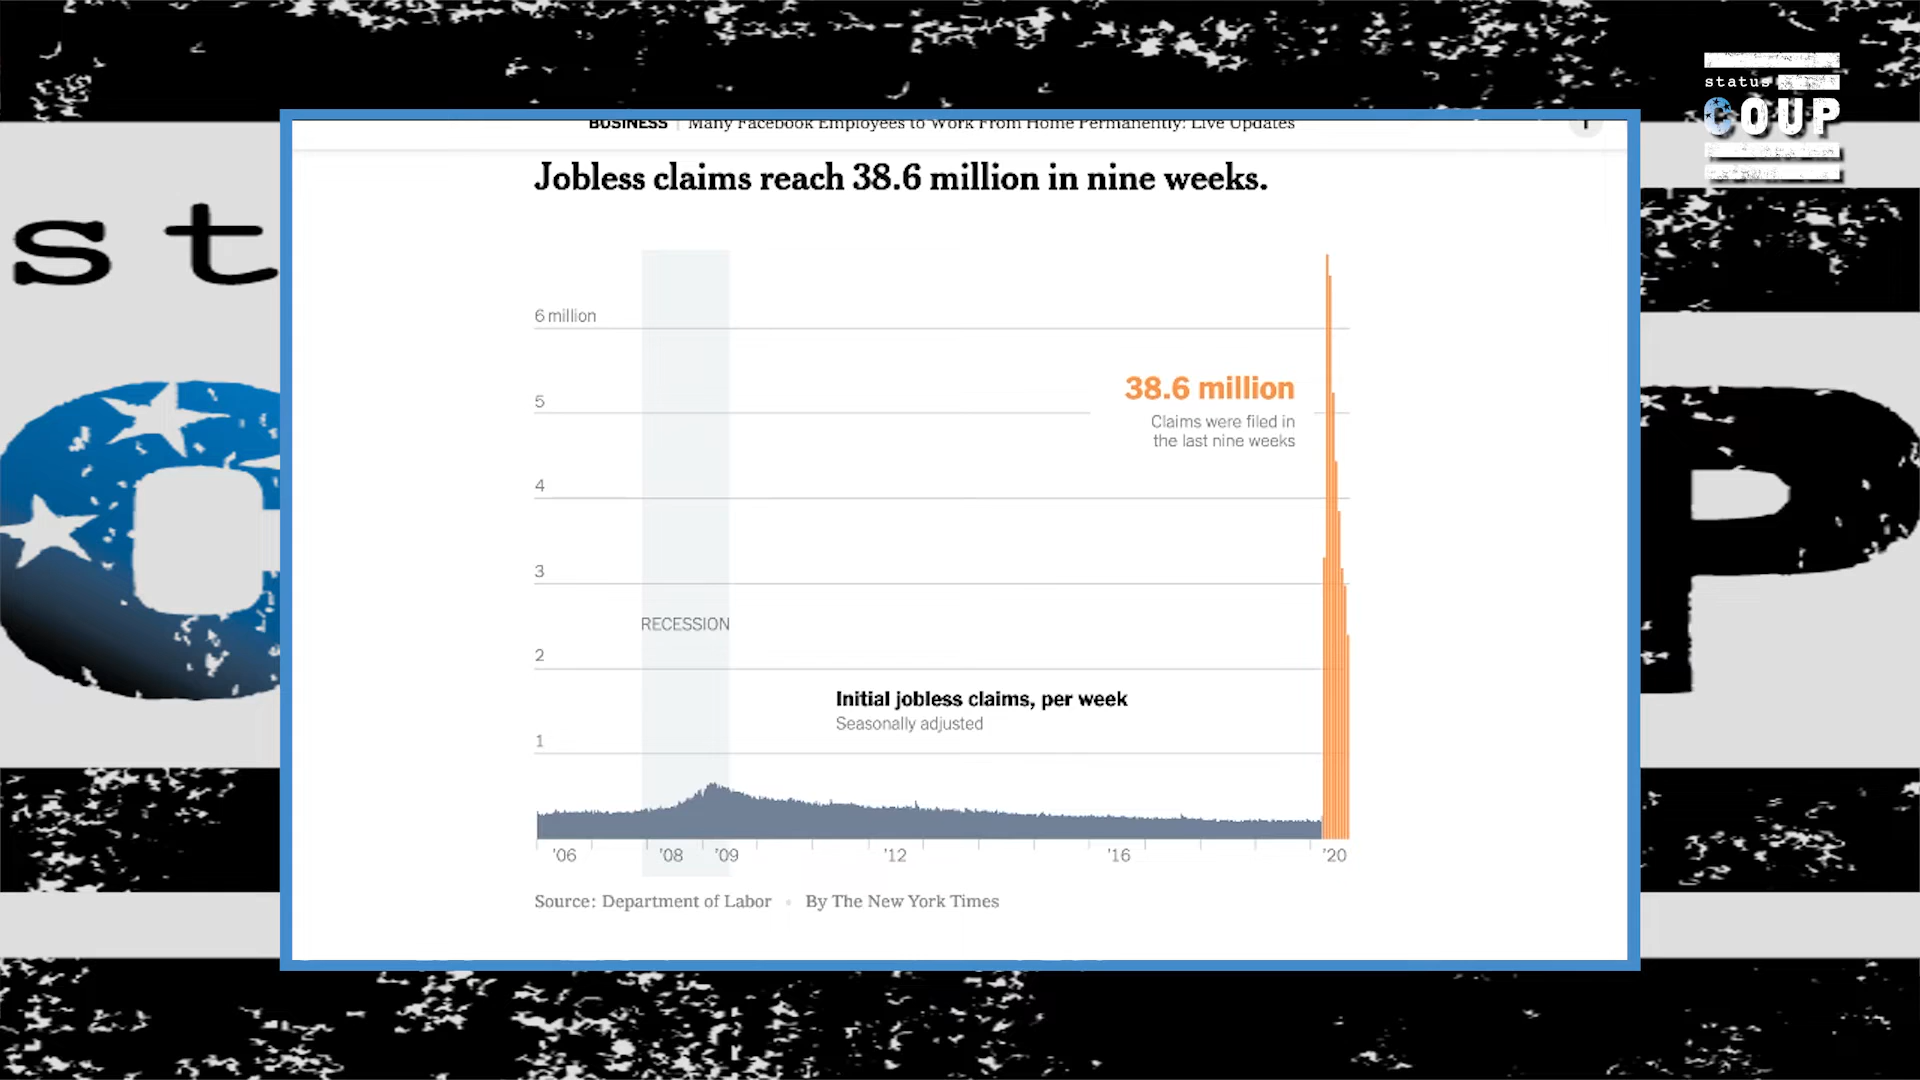 status
COUP
BUSINESS | Many Facebook Employees to Work From Home Permanently: Live Updates
Jobless claims reach 38.6 million in nine weeks.
st
C
P
6 million
38.6 million
5
Claims were filed in
the last nine weeks
4
3
RECESSION
2
Initial jobless claims, per week
Seasonally adjusted
1
'06 '08 '09 '12 '16 '20
Source: Department of Labor • By The New York Times